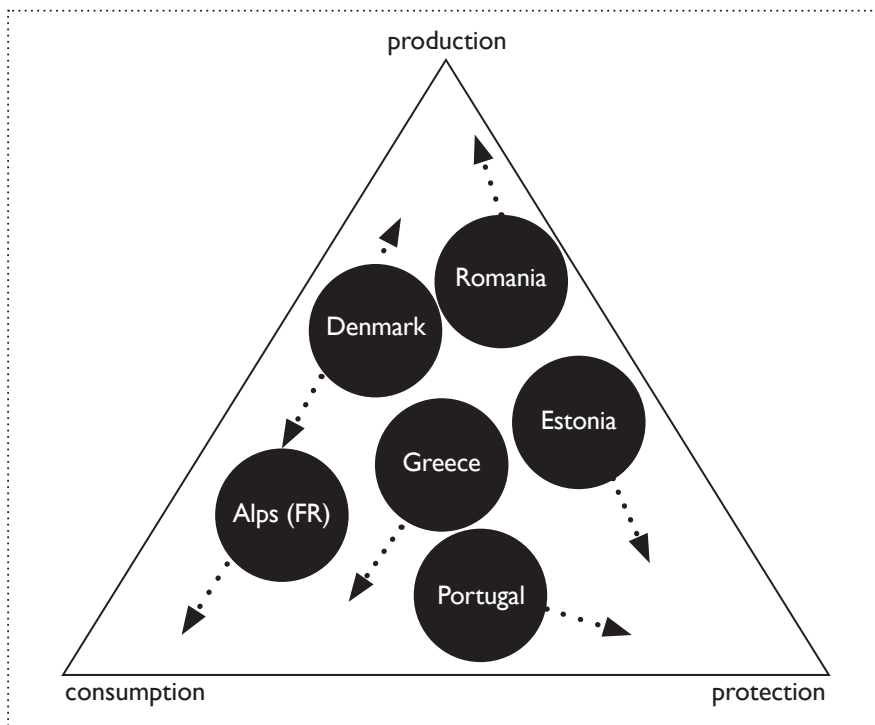 production
Romania
Denmark
Estonia
Greece
Alps (FR)
Portugal
consumption
protection